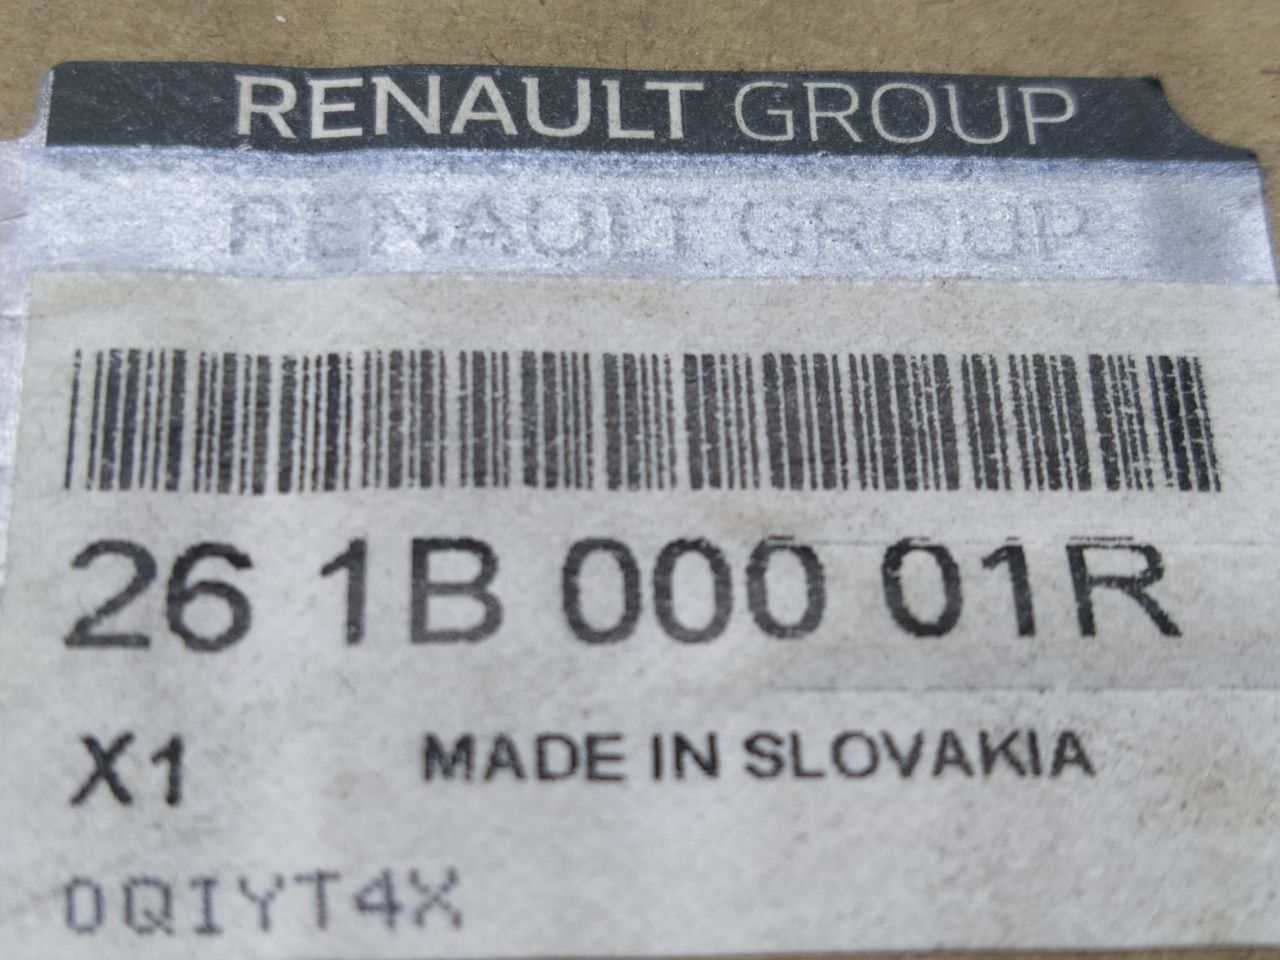 RENAULT GROUP
RENAULT GROUP
26 1B 000 01R
X1 MADE IN SLOVAKIA
0QIYT4X